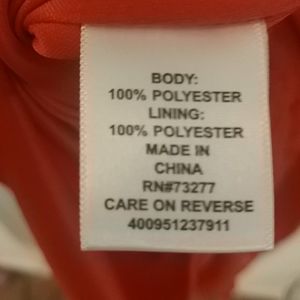 BODY:
100% POLYESTER
LINING:
100% POLYESTER
MADE IN
CHINA
RN#73277
CARE ON REVERSE
400951237911